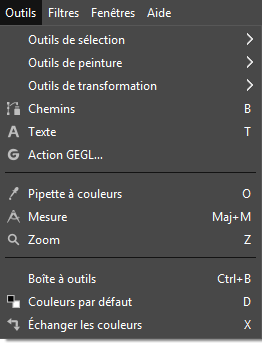 Outils Filtres Fenêtres Aide
Outils de sélection
Outils de peinture
Outils de transformation
Chemins B
Texte T
Action GEGL...
Pipette à couleurs O
Mesure Maj+M
Zoom Z
Boîte à outils Ctrl+B
Couleurs par défaut D
Échanger les couleurs X